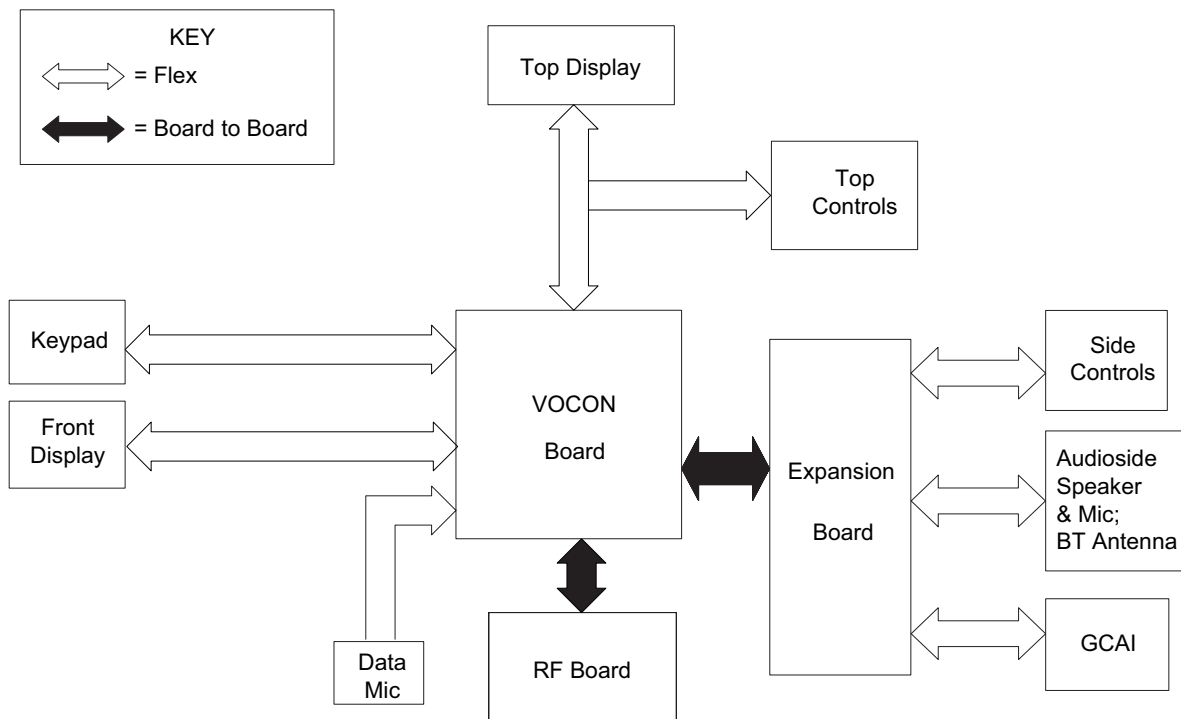 KEY
= Flex
= Board to Board
Top Display
Top
Controls
Keypad
Front
Display
VOCON
Board
Expansion
Board
Side
Controls
Audioside
Speaker
& Mic;
BT Antenna
GCAI
Data
Mic
RF Board